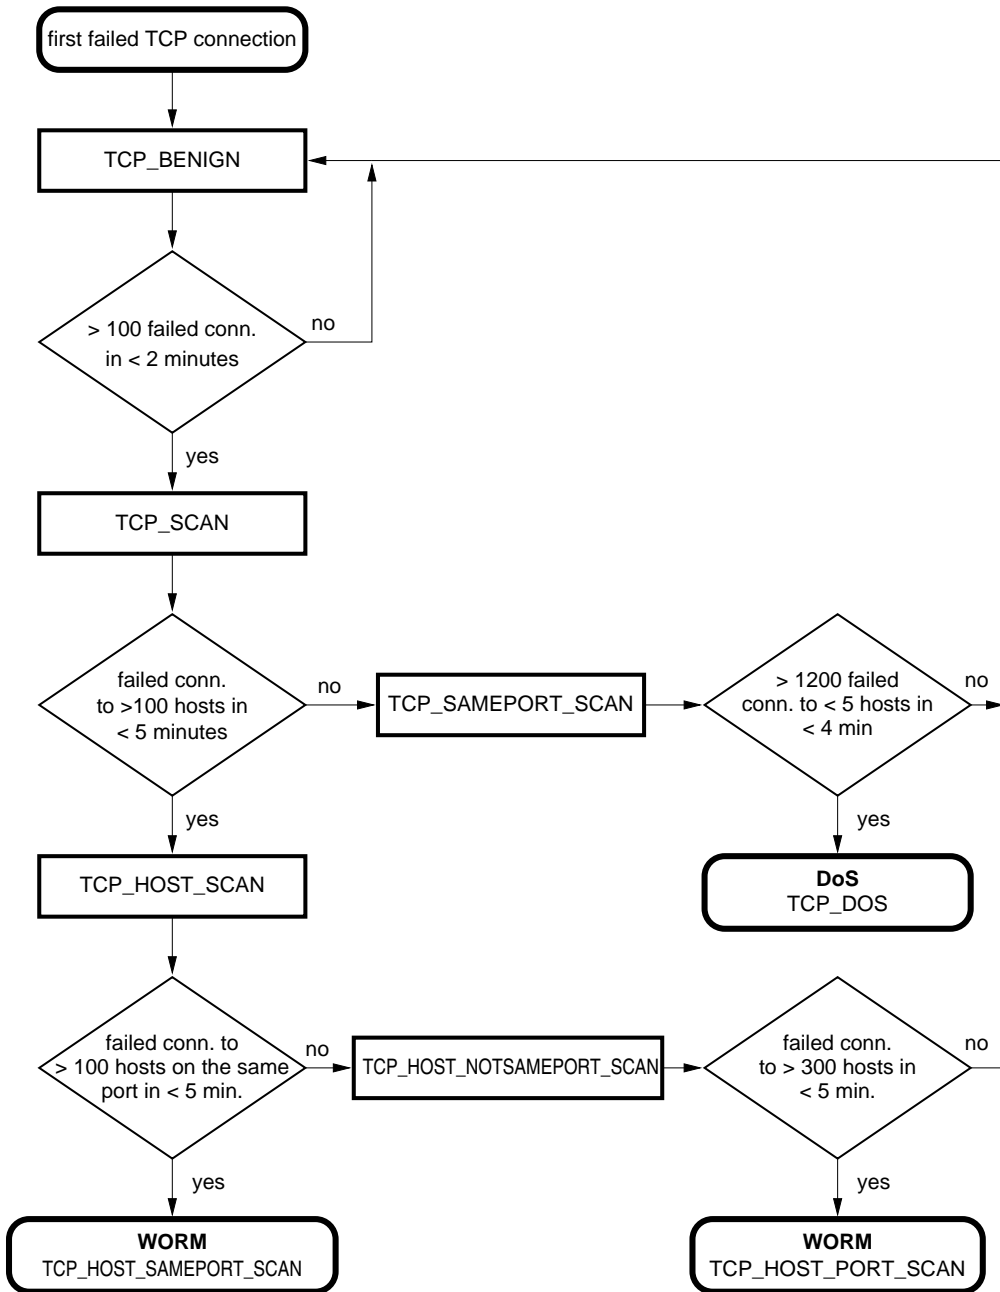 first failed TCP connection
TCP_BENIGN
> 100 failed conn.
in < 2 minutes
no
yes
TCP_SCAN
failed conn.
to >100 hosts in
< 5 minutes
no
TCP_SAMEPORT_SCAN
> 1200 failed
conn. to < 5 hosts in
< 4 min
no
yes
yes
TCP_HOST_SCAN
DoS
TCP_DOS
failed conn. to
> 100 hosts on the same
port in < 5 min.
no
TCP_HOST_NOTSAMEPORT_SCAN
failed conn.
to > 300 hosts in
< 5 min.
no
yes
yes
WORM
TCP_HOST_SAMEPORT_SCAN
WORM
TCP_HOST_PORT_SCAN